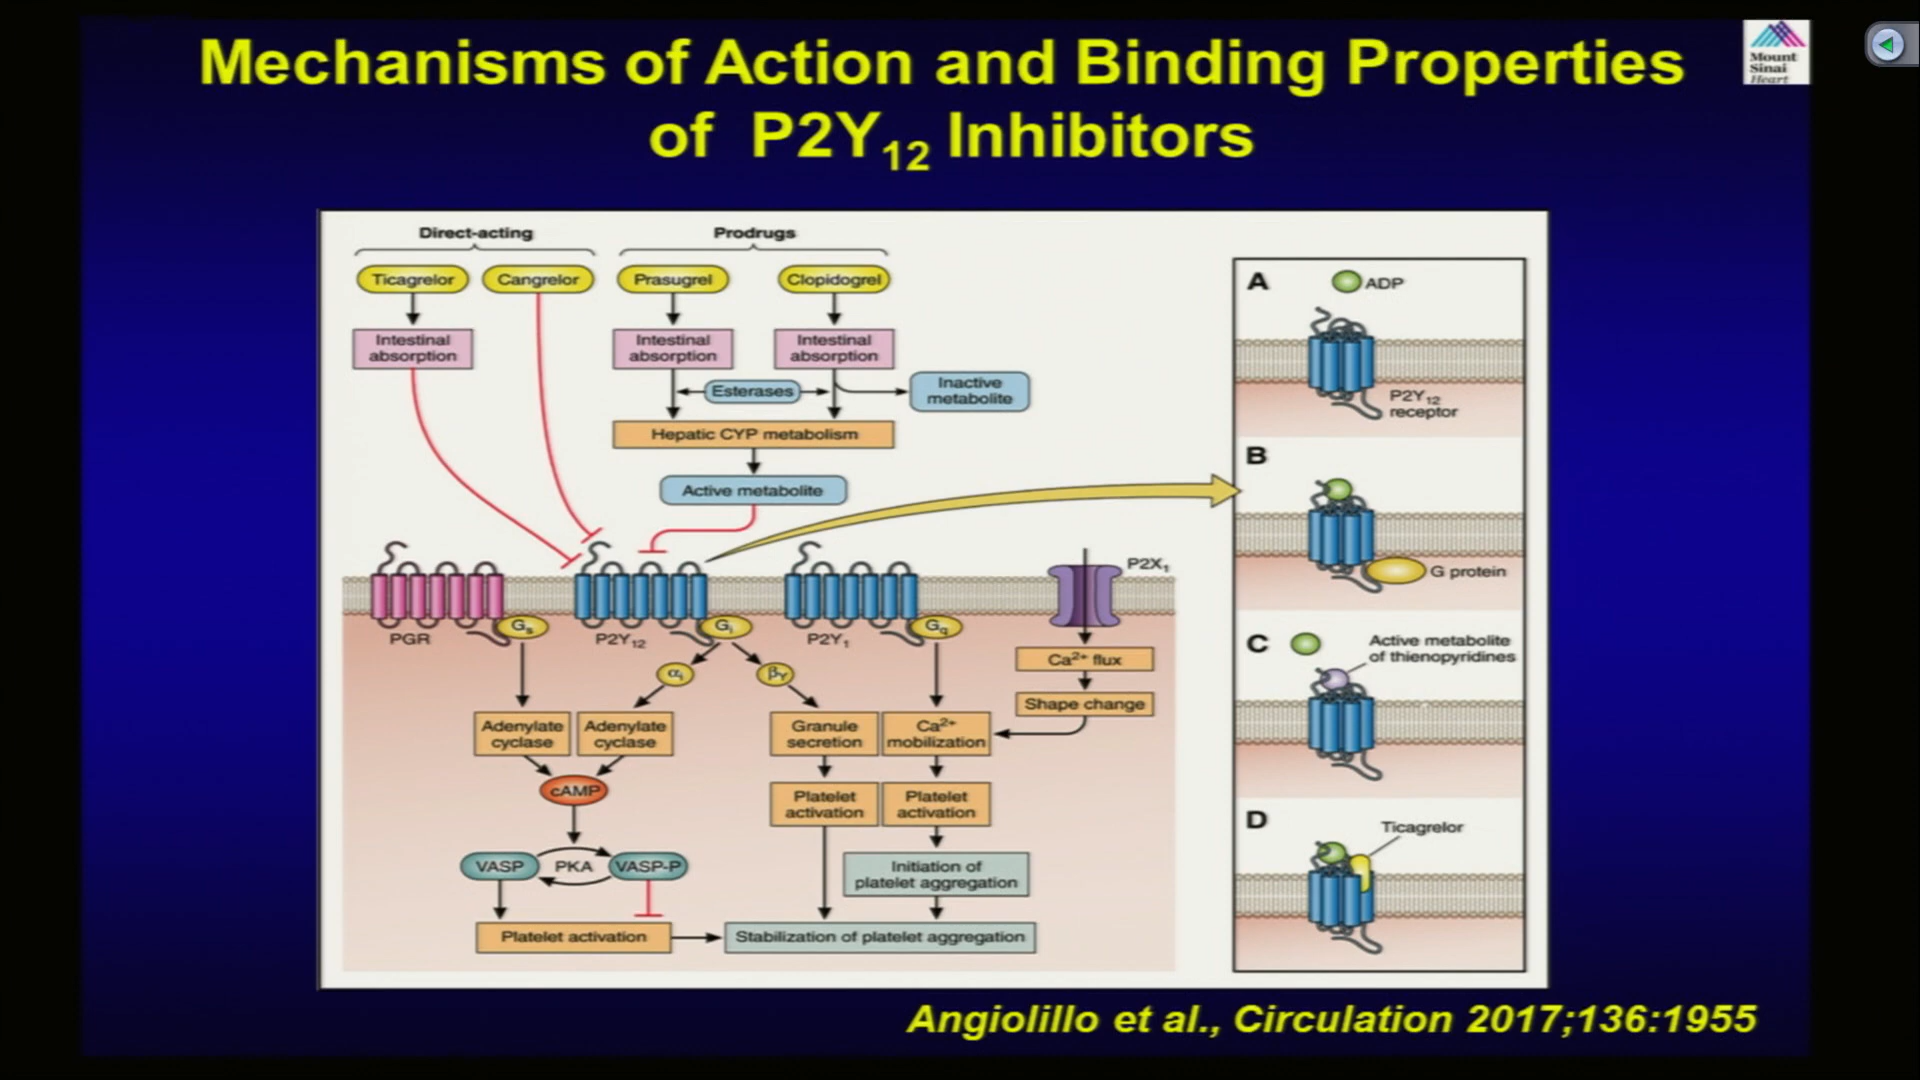 Mechanisms of Action and Binding Properties
of P2Y12 Inhibitors
Mount
Sinai
Heart
Direct-acting
Prodrugs
Ticagrelor
Cangrelor
Prasugrel
Clopidogrel
Intestinal
absorption
Intestinal
absorption
Intestinal
absorption
Esterases
Inactive
metabolite
Hepatic CYP metabolism
Active metabolite
PGR
Gs
P2Y12
Gi
P2Y1
Gq
P2X1
αi
βγ
Ca2+ flux
Shape change
Adenylate
cyclase
Adenylate
cyclase
Granule
secretion
Ca2+
mobilization
cAMP
Platelet
activation
Platelet
activation
VASP
PKA
VASP-P
Initiation of
platelet aggregation
Platelet activation
Stabilization of platelet aggregation
A
ADP
P2Y12
receptor
B
G protein
C
Active metabolite
of thienopyridines
D
Ticagrelor
Angiolillo et al., Circulation 2017;136:1955